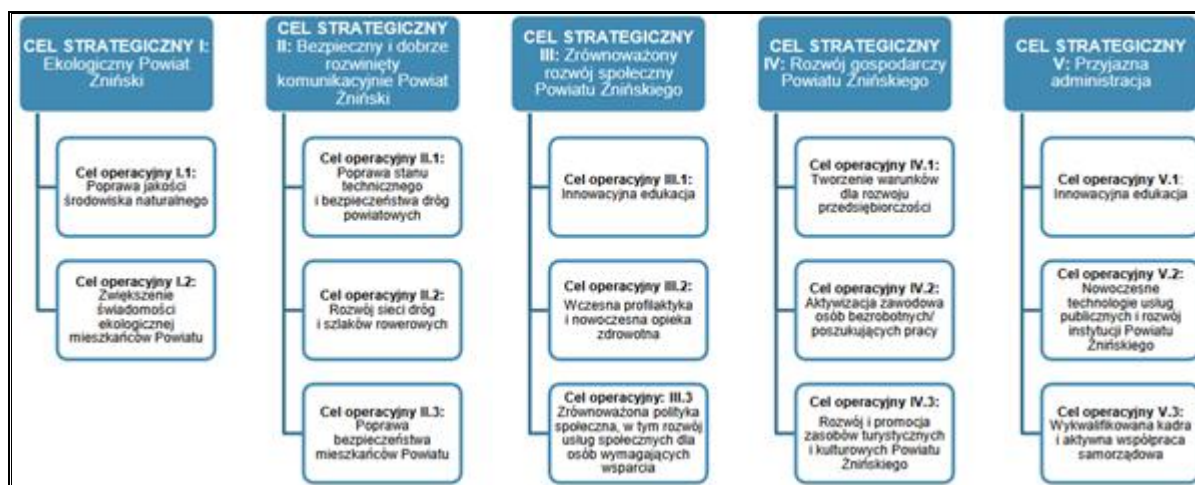 CEL STRATEGICZNY I:
Ekologiczny Powiat
Żniński
Cel operacyjny I.1:
Poprawa jakości
środowiska naturalnego
Cel operacyjny I.2:
Zwiększenie
świadomości
ekologicznej
mieszkańców Powiatu
CEL STRATEGICZNY
II: Bezpieczny i dobrze
rozwinięty
komunikacyjnie Powiat
Żniński
Cel operacyjny II.1:
Poprawa stanu
technicznego
i bezpieczeństwa dróg
powiatowych
Cel operacyjny II.2:
Rozwój sieci dróg
i szlaków rowerowych
Cel operacyjny II.3:
Poprawa
bezpieczeństwa
mieszkańców Powiatu
CEL STRATEGICZNY
III: Zrównoważony
rozwój społeczny
Powiatu Żnińskiego
Cel operacyjny III.1:
Innowacyjna edukacja
Cel operacyjny III.2:
Wczesna profilaktyka
i nowoczesna opieka
zdrowotna
Cel operacyjny: III.3
Zrównoważona polityka
społeczna, w tym rozwój
usług społecznych dla
osób wymagających
wsparcia
CEL STRATEGICZNY
IV: Rozwój gospodarczy
Powiatu Żnińskiego
Cel operacyjny IV.1:
Tworzenie warunków
dla rozwoju
przedsiębiorczości
Cel operacyjny IV.2:
Aktywizacja zawodowa
osób bezrobotnych/
poszukujących pracy
Cel operacyjny IV.3:
Rozwój i promocja
zasobów turystycznych
i kulturowych Powiatu
Żnińskiego
CEL STRATEGICZNY
V: Przyjazna
administracja
Cel operacyjny V.1:
Innowacyjna edukacja
Cel operacyjny V.2:
Nowoczesne
technologie usług
publicznych i rozwój
instytucji Powiatu
Żnińskiego
Cel operacyjny V.3:
Wykwalifikowana kadra
i aktywna współpraca
samorządowa